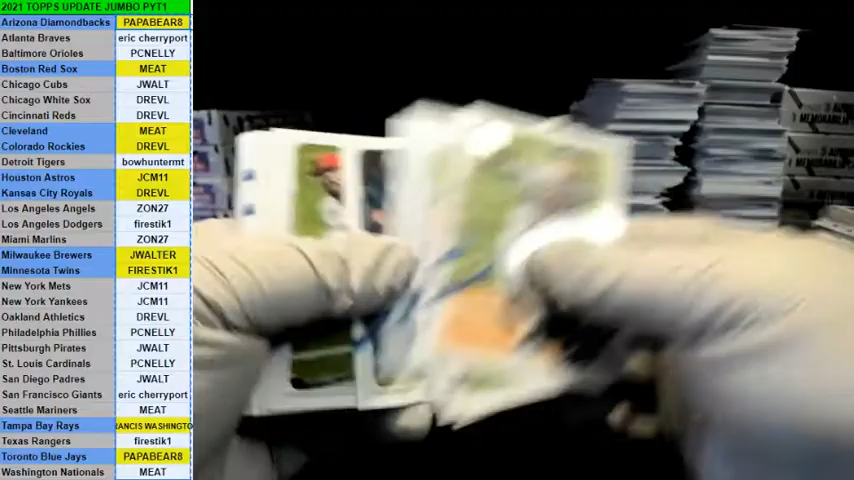 2021 TOPPS UPDATE JUMBO PYT1
Arizona Diamondbacks PAPABEAR8
Atlanta Braves eric cherryport
Baltimore Orioles PCNELLY
Boston Red Sox MEAT
Chicago Cubs JWALT
Chicago White Sox DREVL
Cincinnati Reds DREVL
Cleveland MEAT
Colorado Rockies DREVL
Detroit Tigers bowhuntermt
Houston Astros JCM11
Kansas City Royals DREVL
Los Angeles Angels ZON27
Los Angeles Dodgers firestik1
Miami Marlins ZON27
Milwaukee Brewers JWALTER
Minnesota Twins FIRESTIK1
New York Mets JCM11
New York Yankees JCM11
Oakland Athletics DREVL
Philadelphia Phillies PCNELLY
Pittsburgh Pirates JWALT
St. Louis Cardinals PCNELLY
San Diego Padres JWALT
San Francisco Giants eric cherryport
Seattle Mariners MEAT
Tampa Bay Rays RANCIS WASHINGTO
Texas Rangers firestik1
Toronto Blue Jays PAPABEAR8
Washington Nationals MEAT
MEMORABIL